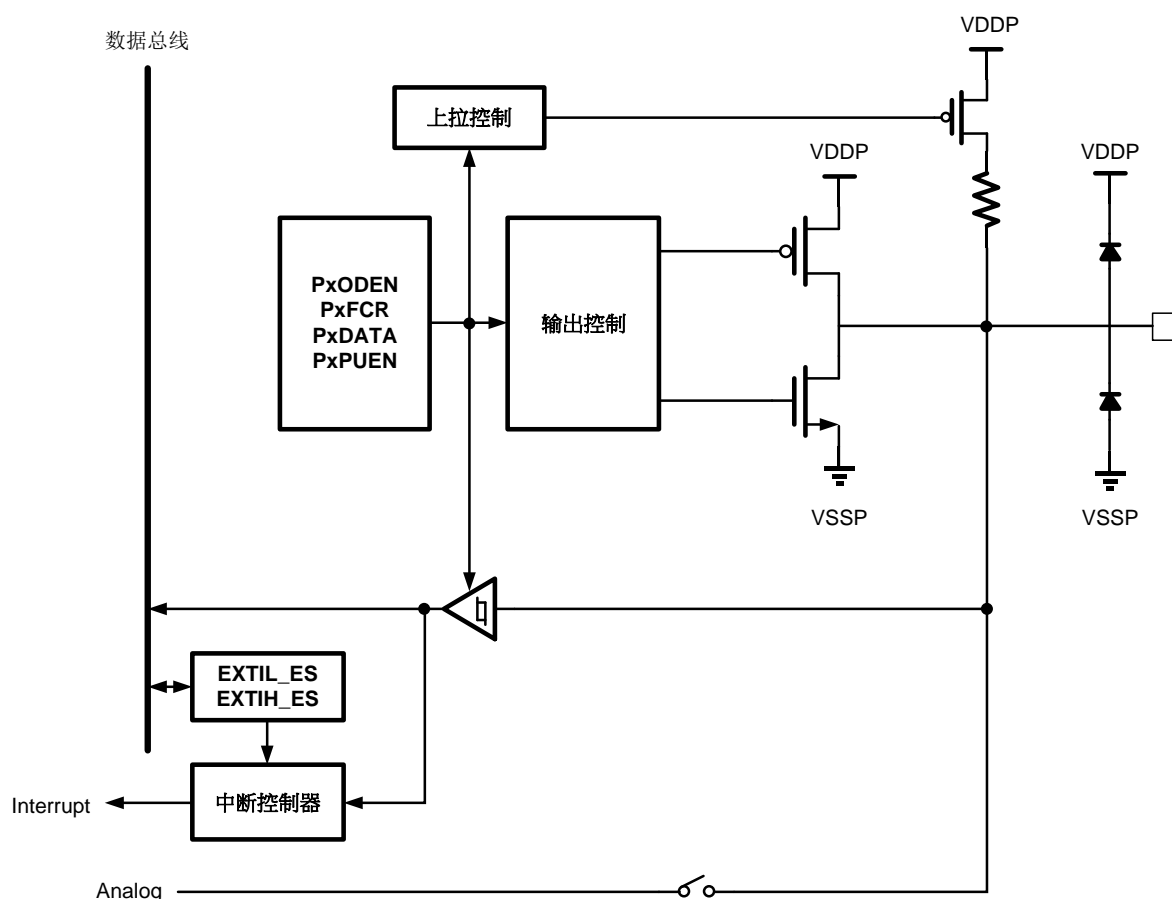 数据总线
VDDP
上拉控制
VDDP
VDDP
PxODEN
PxFCR
PxDATA
PxPUEN
输出控制
VSSP
VSSP
EXTIL_ES
EXTIH_ES
中断控制器
Interrupt
Analog